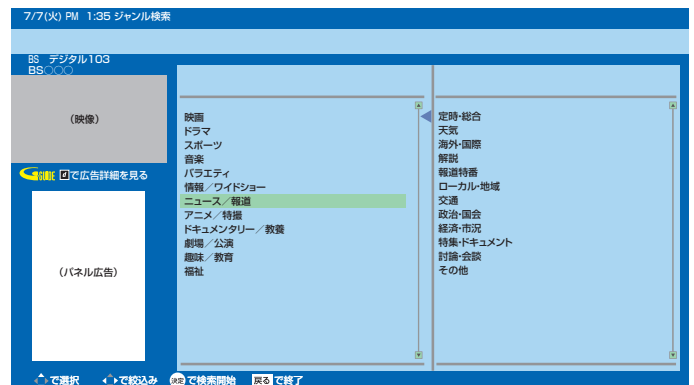 7/7(火) PM 1:35 ジャンル検索
BS デジタル103
BS○○○
(映像)
GGUIDE dで広告詳細を見る
(パネル広告)
映画
ドラマ
スポーツ
音楽
バラエティ
情報／ワイドショー
ニュース／報道
アニメ／特撮
ドキュメンタリー／教養
劇場／公演
趣味／教育
福祉
定時・総合
天気
海外・国際
解説
報道特番
ローカル・地域
交通
政治・国会
経済・市況
特集・ドキュメント
討論・会談
その他
で選択 で絞込み 決定で検索開始 戻るで終了